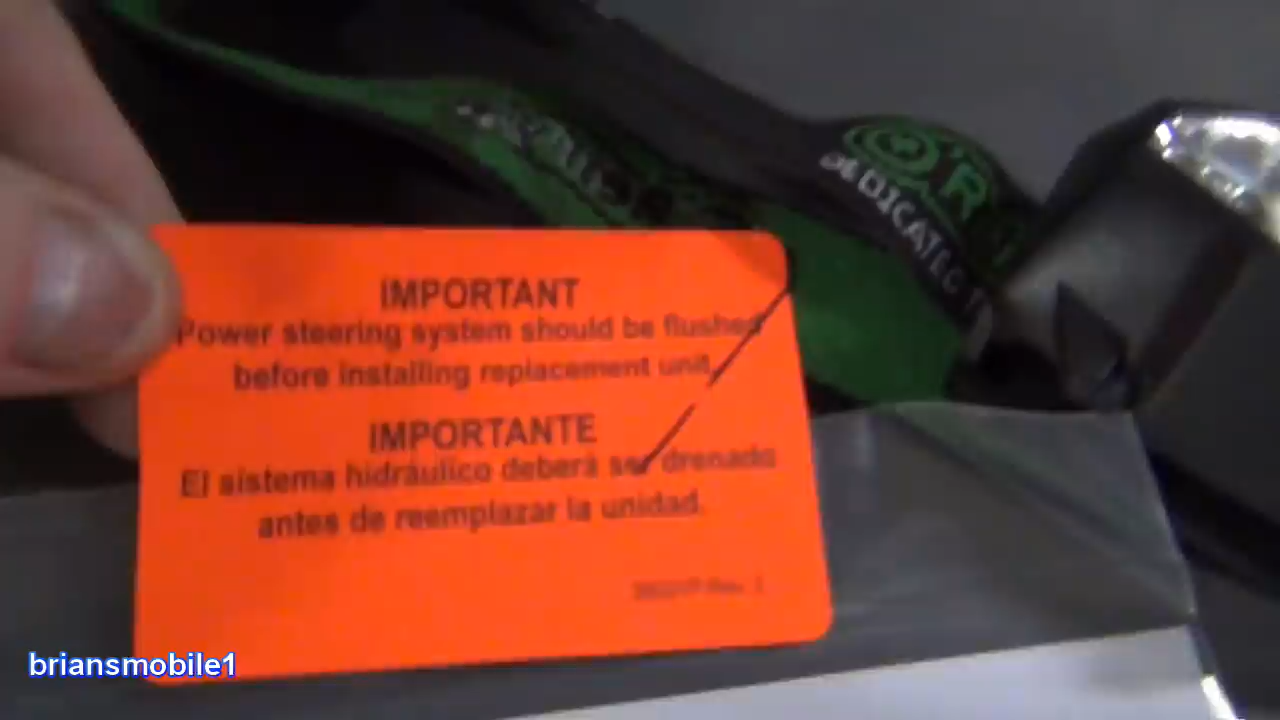 O'R
DEDICATED
IMPORTANT
Power steering system should be flushed
before installing replacement unit.
IMPORTANTE
El sistema hidráulico deberá ser drenado
antes de reemplazar la unidad.
briansmobile1